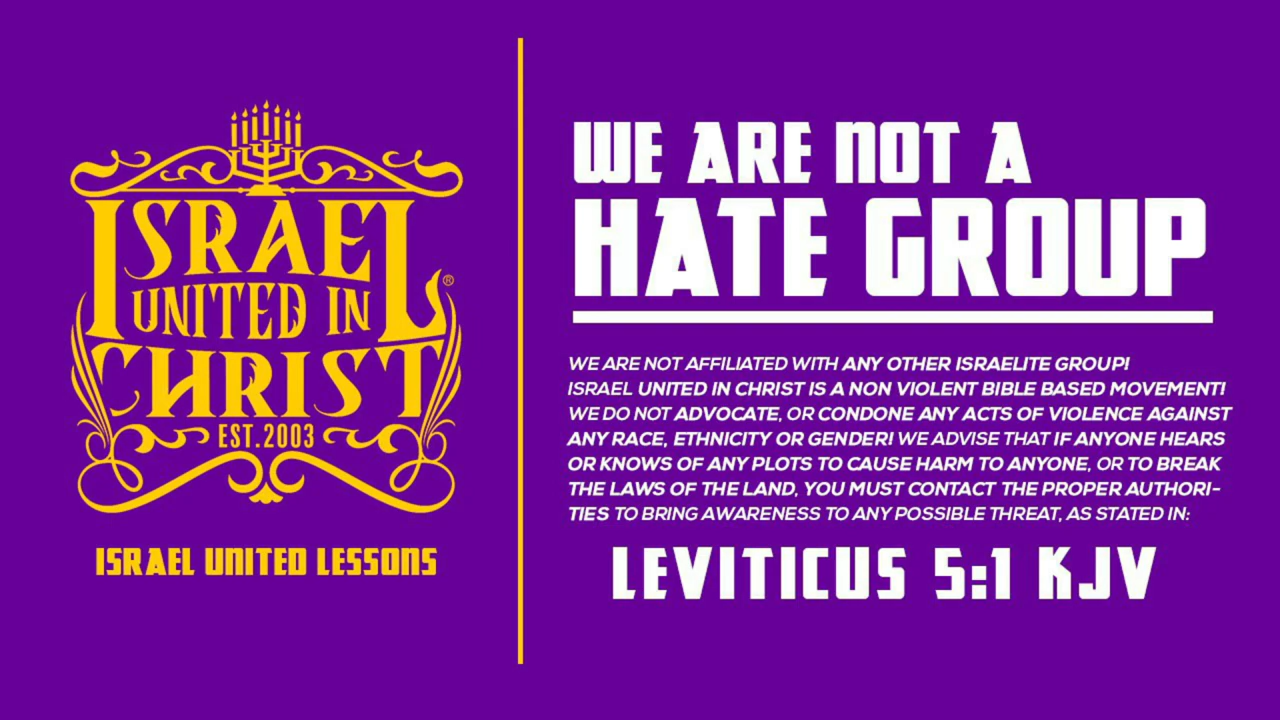 ISRAEL
UNITED IN
CHRIST
®
EST.2003
ISRAEL UNITED LESSONS
WE ARE NOT A
HATE GROUP
WE ARE NOT AFFILIATED WITH ANY OTHER ISRAELITE GROUP!
ISRAEL UNITED IN CHRIST IS A NON VIOLENT BIBLE BASED MOVEMENT!
WE DO NOT ADVOCATE, OR CONDONE ANY ACTS OF VIOLENCE AGAINST
ANY RACE, ETHNICITY OR GENDER! WE ADVISE THAT IF ANYONE HEARS
OR KNOWS OF ANY PLOTS TO CAUSE HARM TO ANYONE, OR TO BREAK
THE LAWS OF THE LAND, YOU MUST CONTACT THE PROPER AUTHORI-
TIES TO BRING AWARENESS TO ANY POSSIBLE THREAT, AS STATED IN:
LEVITICUS 5:1 KJV